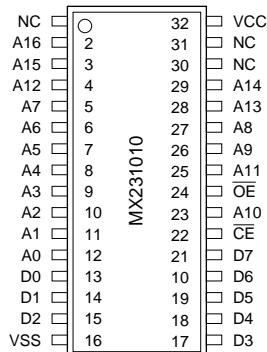 NC VCC
A16 2 31 NC
A15 3 30 NC
A12 4 29 A14
A7 5 28 A13
A6 6 27 A8
A5 7 26 A9
A4 8 25 A11
A3 9 24 OE
A2 10 23 A10
A1 11 22 CE
A0 12 21 D7
D0 13 10 D6
D1 14 19 D5
D2 15 18 D4
VSS 16 17 D3
32
MX231010